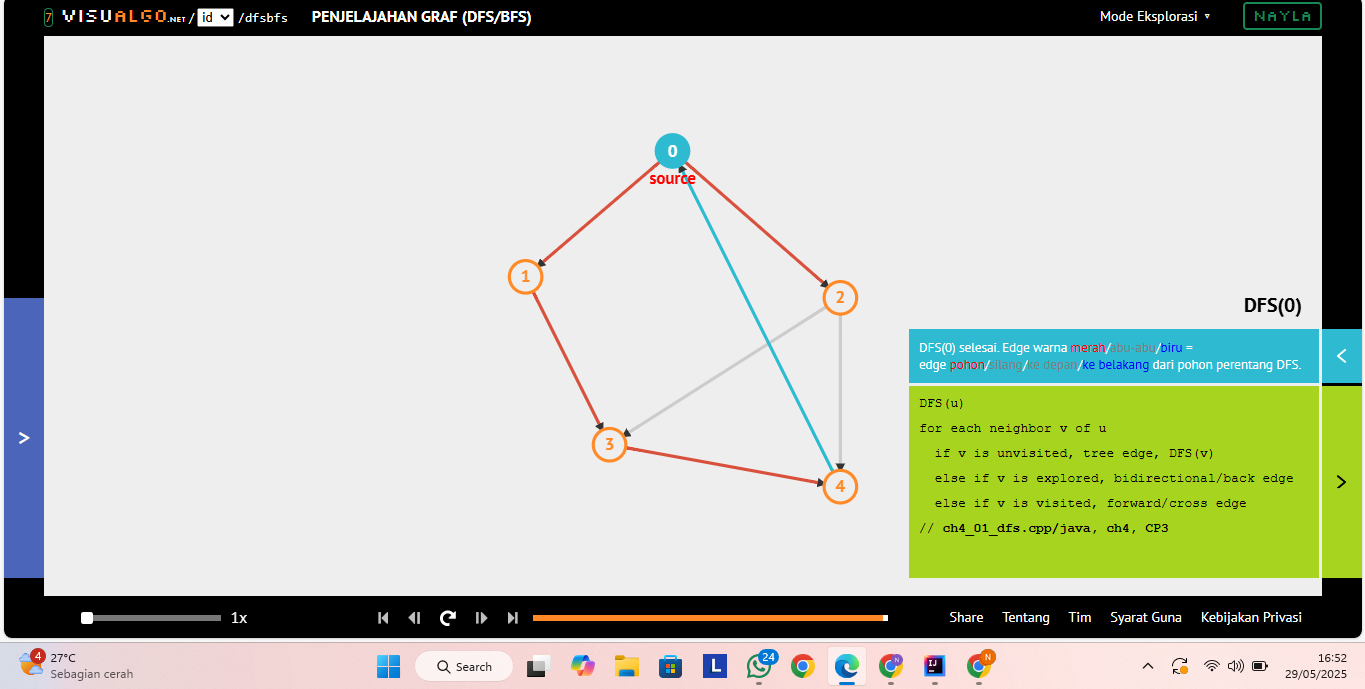 7 VISUALGO.NET / id /dfsbfs PENJELAJAHAN GRAF (DFS/BFS) Mode Eksplorasi ▼ NAYLA
0
source
1
2
3
4
DFS(0)
DFS(0) selesai. Edge warna merah/abu-abu/biru =
edge pohon/silang/ke depan/ke belakang dari pohon perentang DFS.
DFS(u)
for each neighbor v of u
if v is unvisited, tree edge, DFS(v)
else if v is explored, bidirectional/back edge
else if v is visited, forward/cross edge
// ch4_01_dfs.cpp/java, ch4, CP3
1x
Share Tentang Tim Syarat Guna Kebijakan Privasi
4
27°C
Sebagian cerah
Search
L
24
N
IJ
N
16:52
29/05/2025